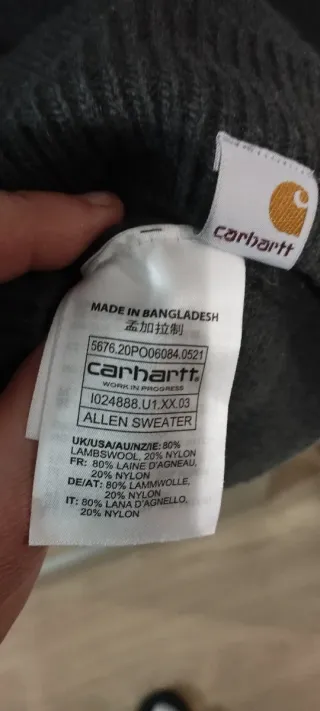 carhartt
MADE IN BANGLADESH
孟加拉制
5676.20PO06084.0521
carhartt®
WORK IN PROGRESS
I024888.U1.XX.03
ALLEN SWEATER
UK/USA/AU/NZ/IE: 80%
LAMBSWOOL, 20% NYLON
FR: 80% LAINE D'AGNEAU,
20% NYLON
DE/AT: 80% LAMMWOLLE,
20% NYLON
IT: 80% LANA D'AGNELLO,
20% NYLON